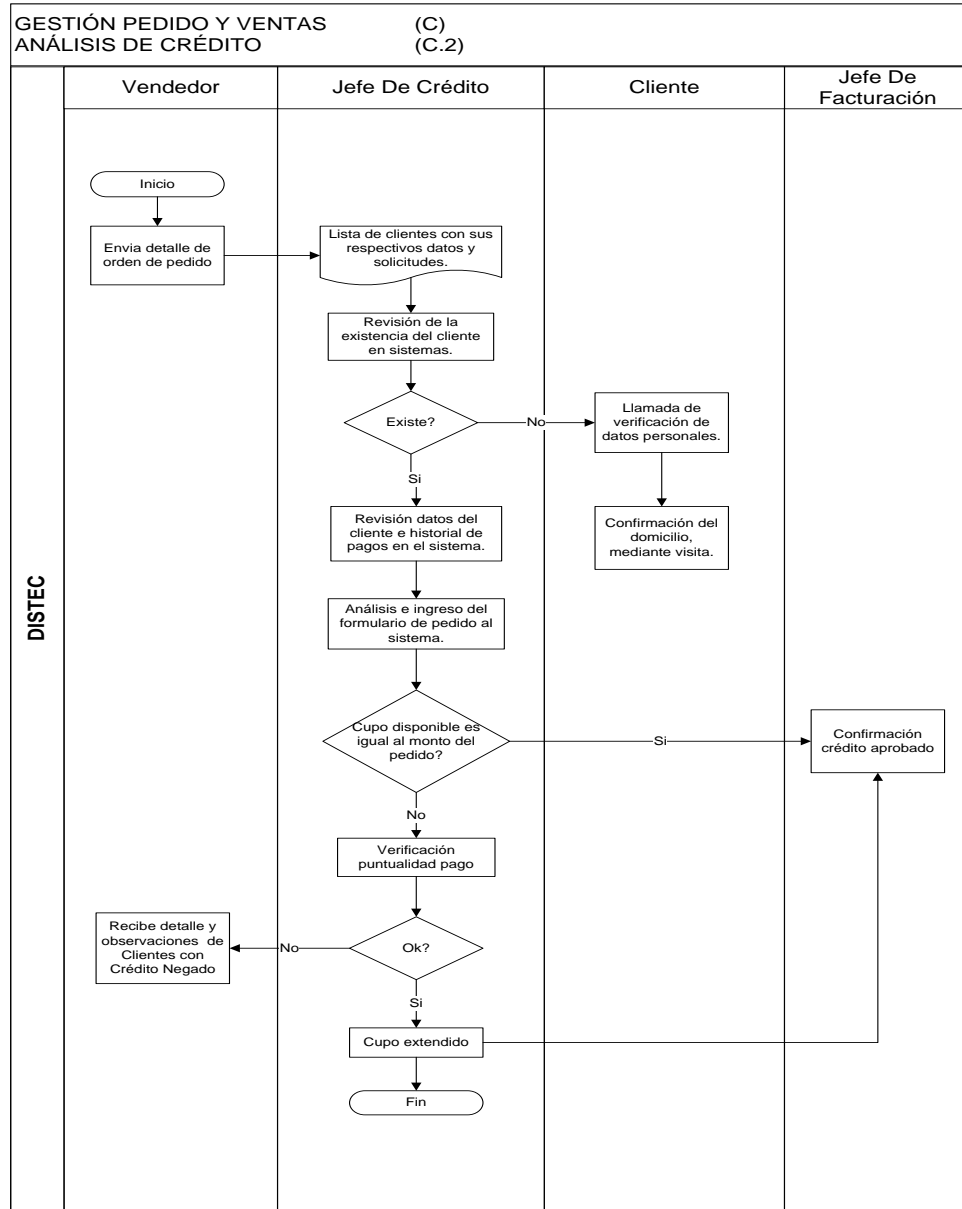 GESTIÓN PEDIDO Y VENTAS (C)
ANÁLISIS DE CRÉDITO (C.2)
Vendedor
Jefe De Crédito
Cliente
Jefe De
Facturación
DISTEC
Inicio
Envia detalle de
orden de pedido
Lista de clientes con sus
respectivos datos y
solicitudes.
Revisión de la
existencia del cliente
en sistemas.
Existe?
No
Llamada de
verificación de
datos personales.
Si
Revisión datos del
cliente e historial de
pagos en el sistema.
Confirmación del
domicilio,
mediante visita.
Análisis e ingreso del
formulario de pedido al
sistema.
Cupo disponible es
igual al monto del
pedido?
Si
Confirmación
crédito aprobado
No
Verificación
puntualidad pago
Ok?
No
Recibe detalle y
observaciones de
Clientes con
Crédito Negado
Si
Cupo extendido
Fin